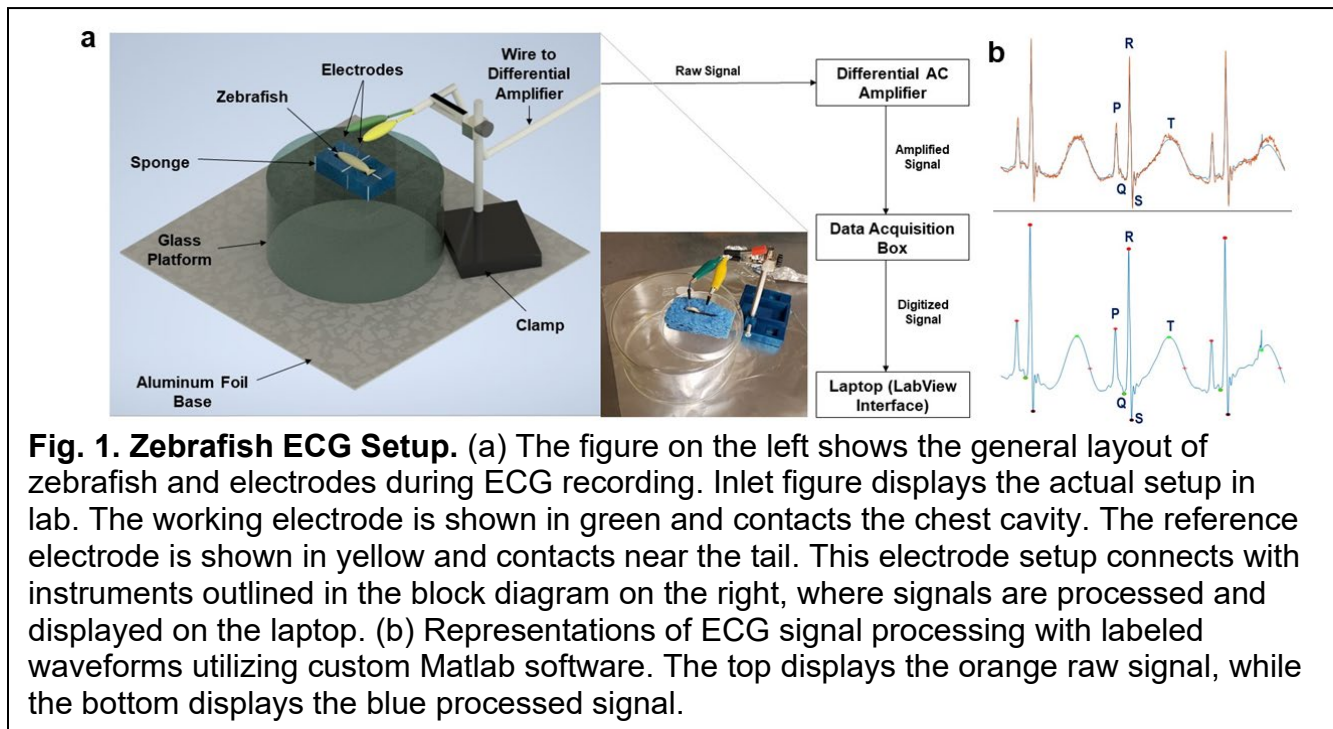 a
Electrodes
Zebrafish
Sponge
Glass
Platform
Aluminum Foil
Base
Wire to
Differential
Amplifier
Clamp
Raw Signal
Differential AC
Amplifier
Amplified
Signal
Data Acquisition
Box
Digitized
Signal
Laptop (LabView
Interface)
b
R
P
T
Q
S
R
P
T
Q
S
Fig. 1. Zebrafish ECG Setup. (a) The figure on the left shows the general layout of
zebrafish and electrodes during ECG recording. Inlet figure displays the actual setup in
lab. The working electrode is shown in green and contacts the chest cavity. The reference
electrode is shown in yellow and contacts near the tail. This electrode setup connects with
instruments outlined in the block diagram on the right, where signals are processed and
displayed on the laptop. (b) Representations of ECG signal processing with labeled
waveforms utilizing custom Matlab software. The top displays the orange raw signal, while
the bottom displays the blue processed signal.